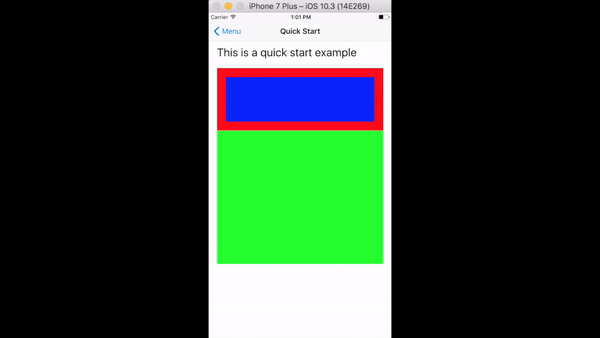 iPhone 7 Plus – iOS 10.3 (14E269)
Carrier 1:01 PM
Menu Quick Start
This is a quick start example